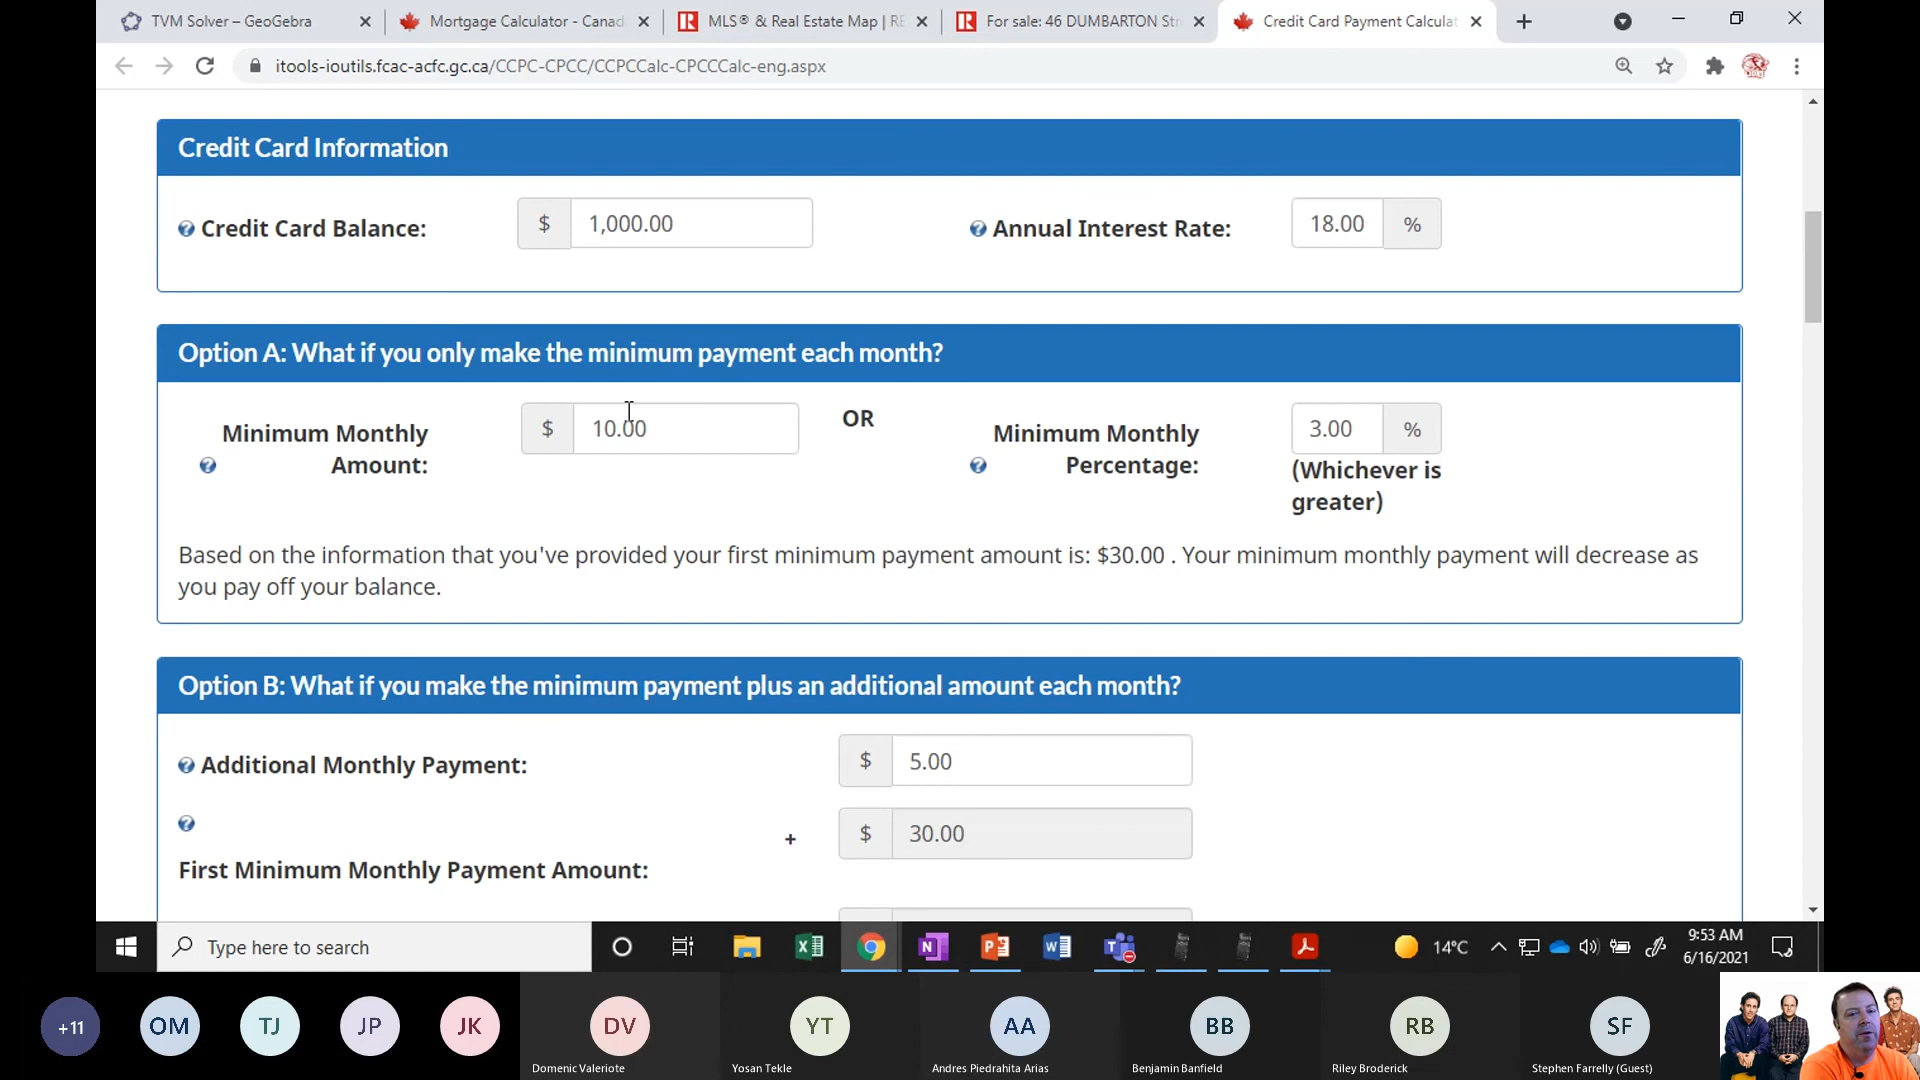 TVM Solver – GeoGebra
Mortgage Calculator - Canad
MLS® & Real Estate Map | RE
For sale: 46 DUMBARTON Str
Credit Card Payment Calculat
itools-ioutils.fcac-acfc.gc.ca/CCPC-CPCC/CCPCCalc-CPCCCalc-eng.aspx
Credit Card Information
Credit Card Balance: $ 1,000.00 Annual Interest Rate: 18.00 %
Option A: What if you only make the minimum payment each month?
Minimum Monthly Amount: $ 10.00 OR Minimum Monthly Percentage: 3.00 %
(Whichever is
greater)
Based on the information that you've provided your first minimum payment amount is: $30.00 . Your minimum monthly payment will decrease as
you pay off your balance.
Option B: What if you make the minimum payment plus an additional amount each month?
Additional Monthly Payment: $ 5.00
+ $ 30.00
First Minimum Monthly Payment Amount:
Type here to search
14°C
9:53 AM
6/16/2021
+11 OM TJ JP JK DV YT AA BB RB SF
Domenic Valeriote Yosan Tekle Andres Piedrahita Arias Benjamin Banfield Riley Broderick Stephen Farrelly (Guest)